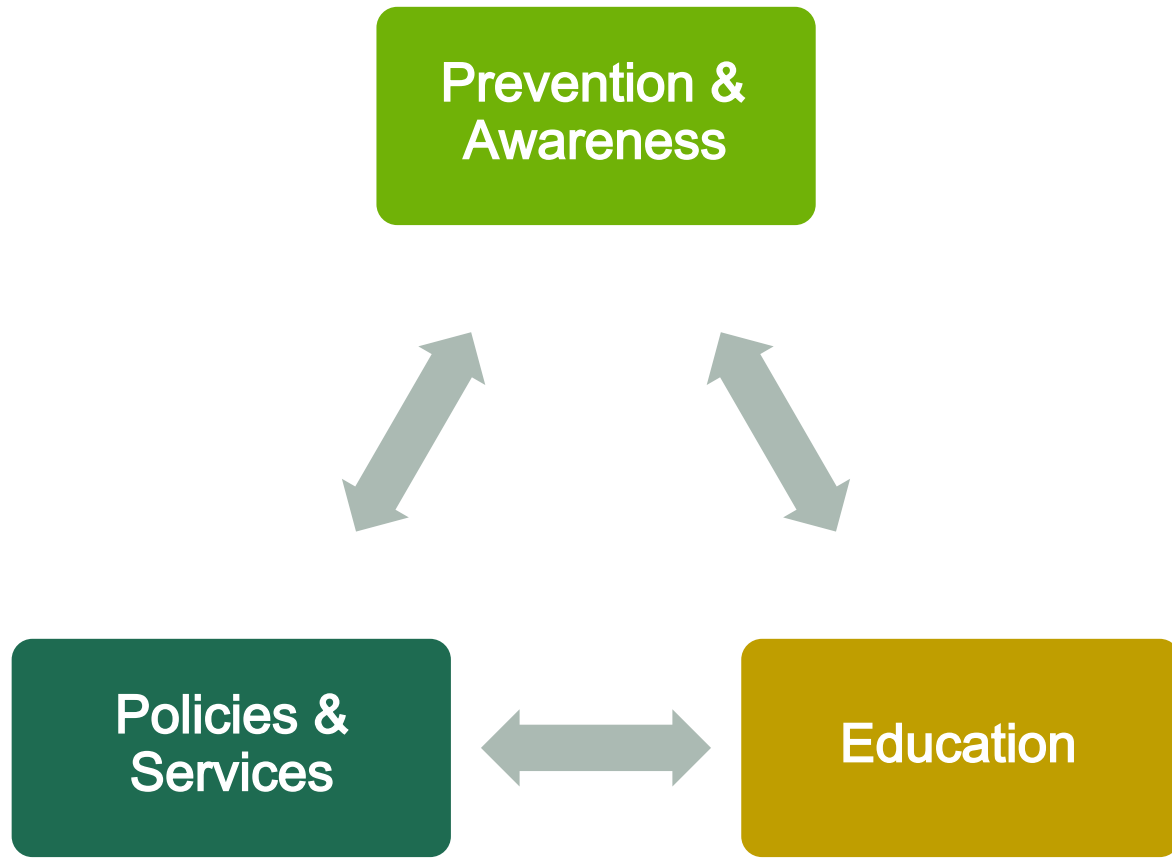 Prevention &
Awareness
Policies &
Services
Education